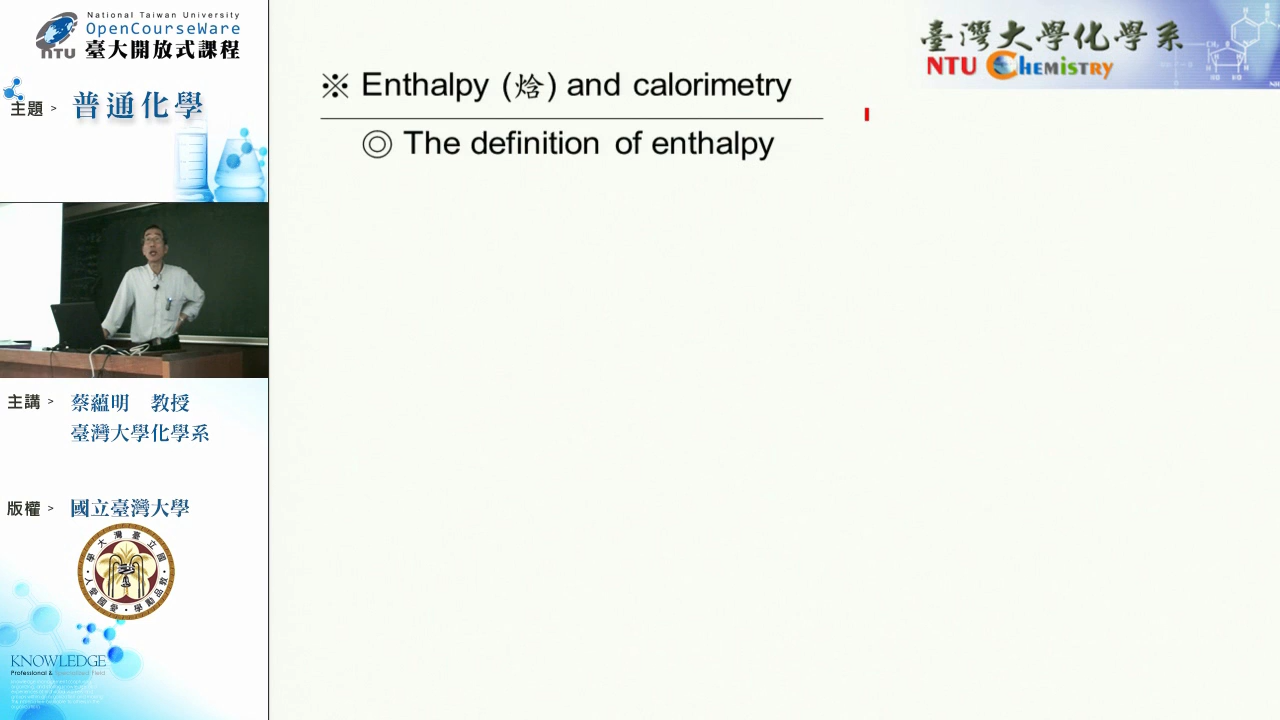 National Taiwan University
OpenCourseWare
NTU 臺大開放式課程
主題 > 普通化學
主講 > 蔡蘊明 教授
臺灣大學化學系
版權 > 國立臺灣大學
KNOWLEDGE
Professional &
※ Enthalpy (焓) and calorimetry
◎ The definition of enthalpy
臺灣大學化學系
NTU CHEMISTRY